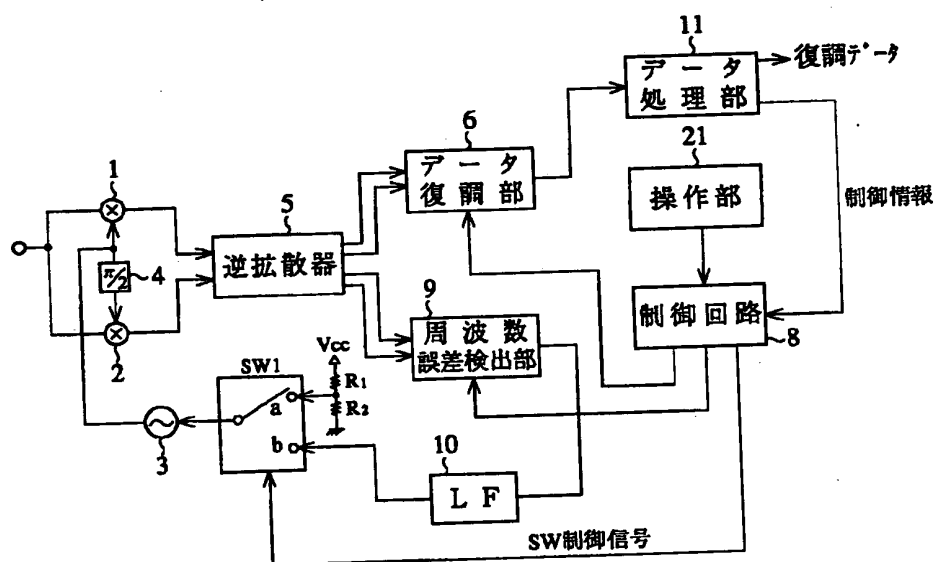 11
データ
処理部
復調データ
6
データ
復調部
21
操作部
制御情報
1
5
逆拡散器
π/2
4
2
9
周波数
誤差検出部
制御回路
8
Vcc
R1
R2
SW1
a
b
3
10
LF
SW制御信号